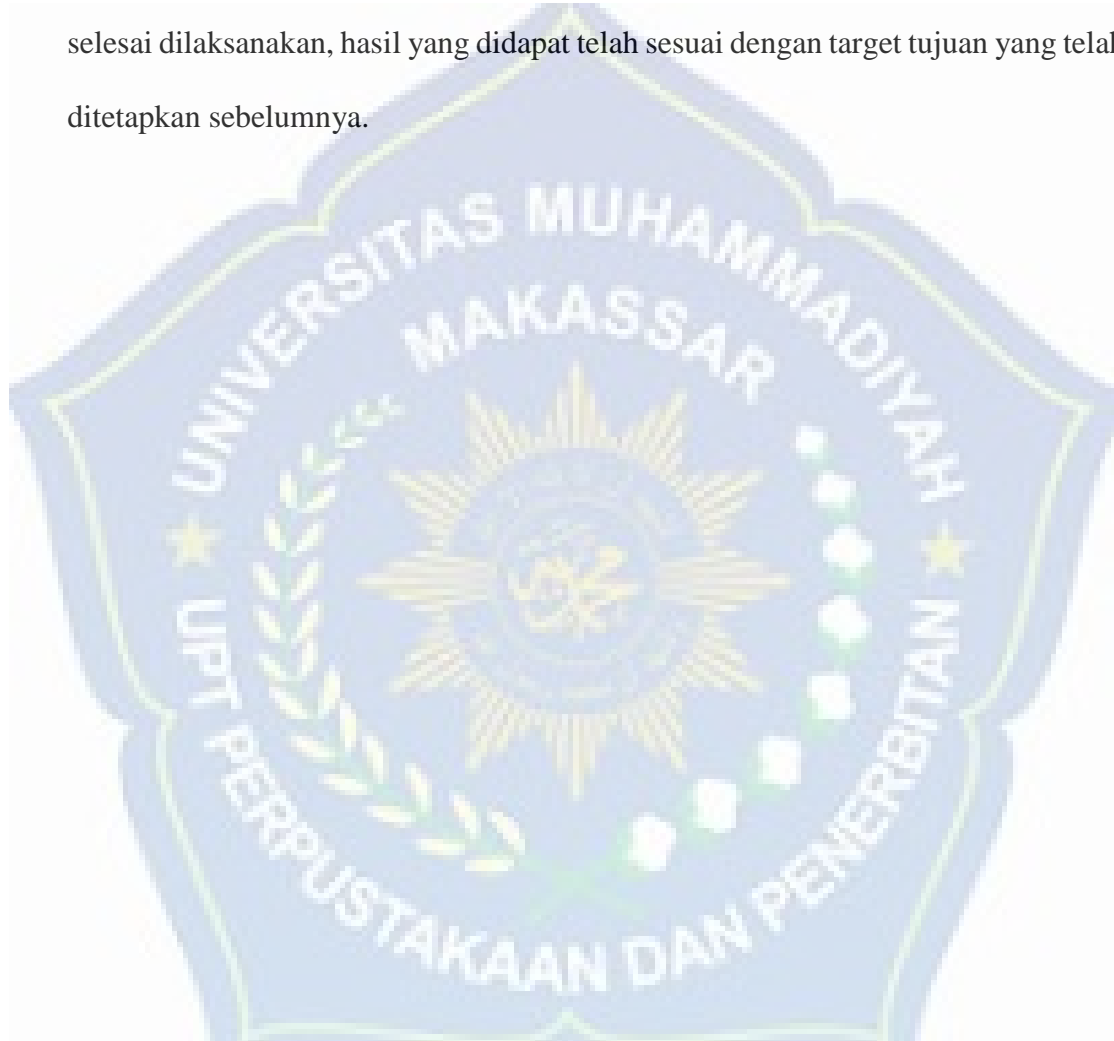 selesai dilaksanakan, hasil yang didapat telah sesuai dengan target tujuan yang telah
ditetapkan sebelumnya.
UNIVERSITAS MUHAMMADIYAH
MAKASSAR
UPT PERPUSTAKAAN DAN PENERBITAN